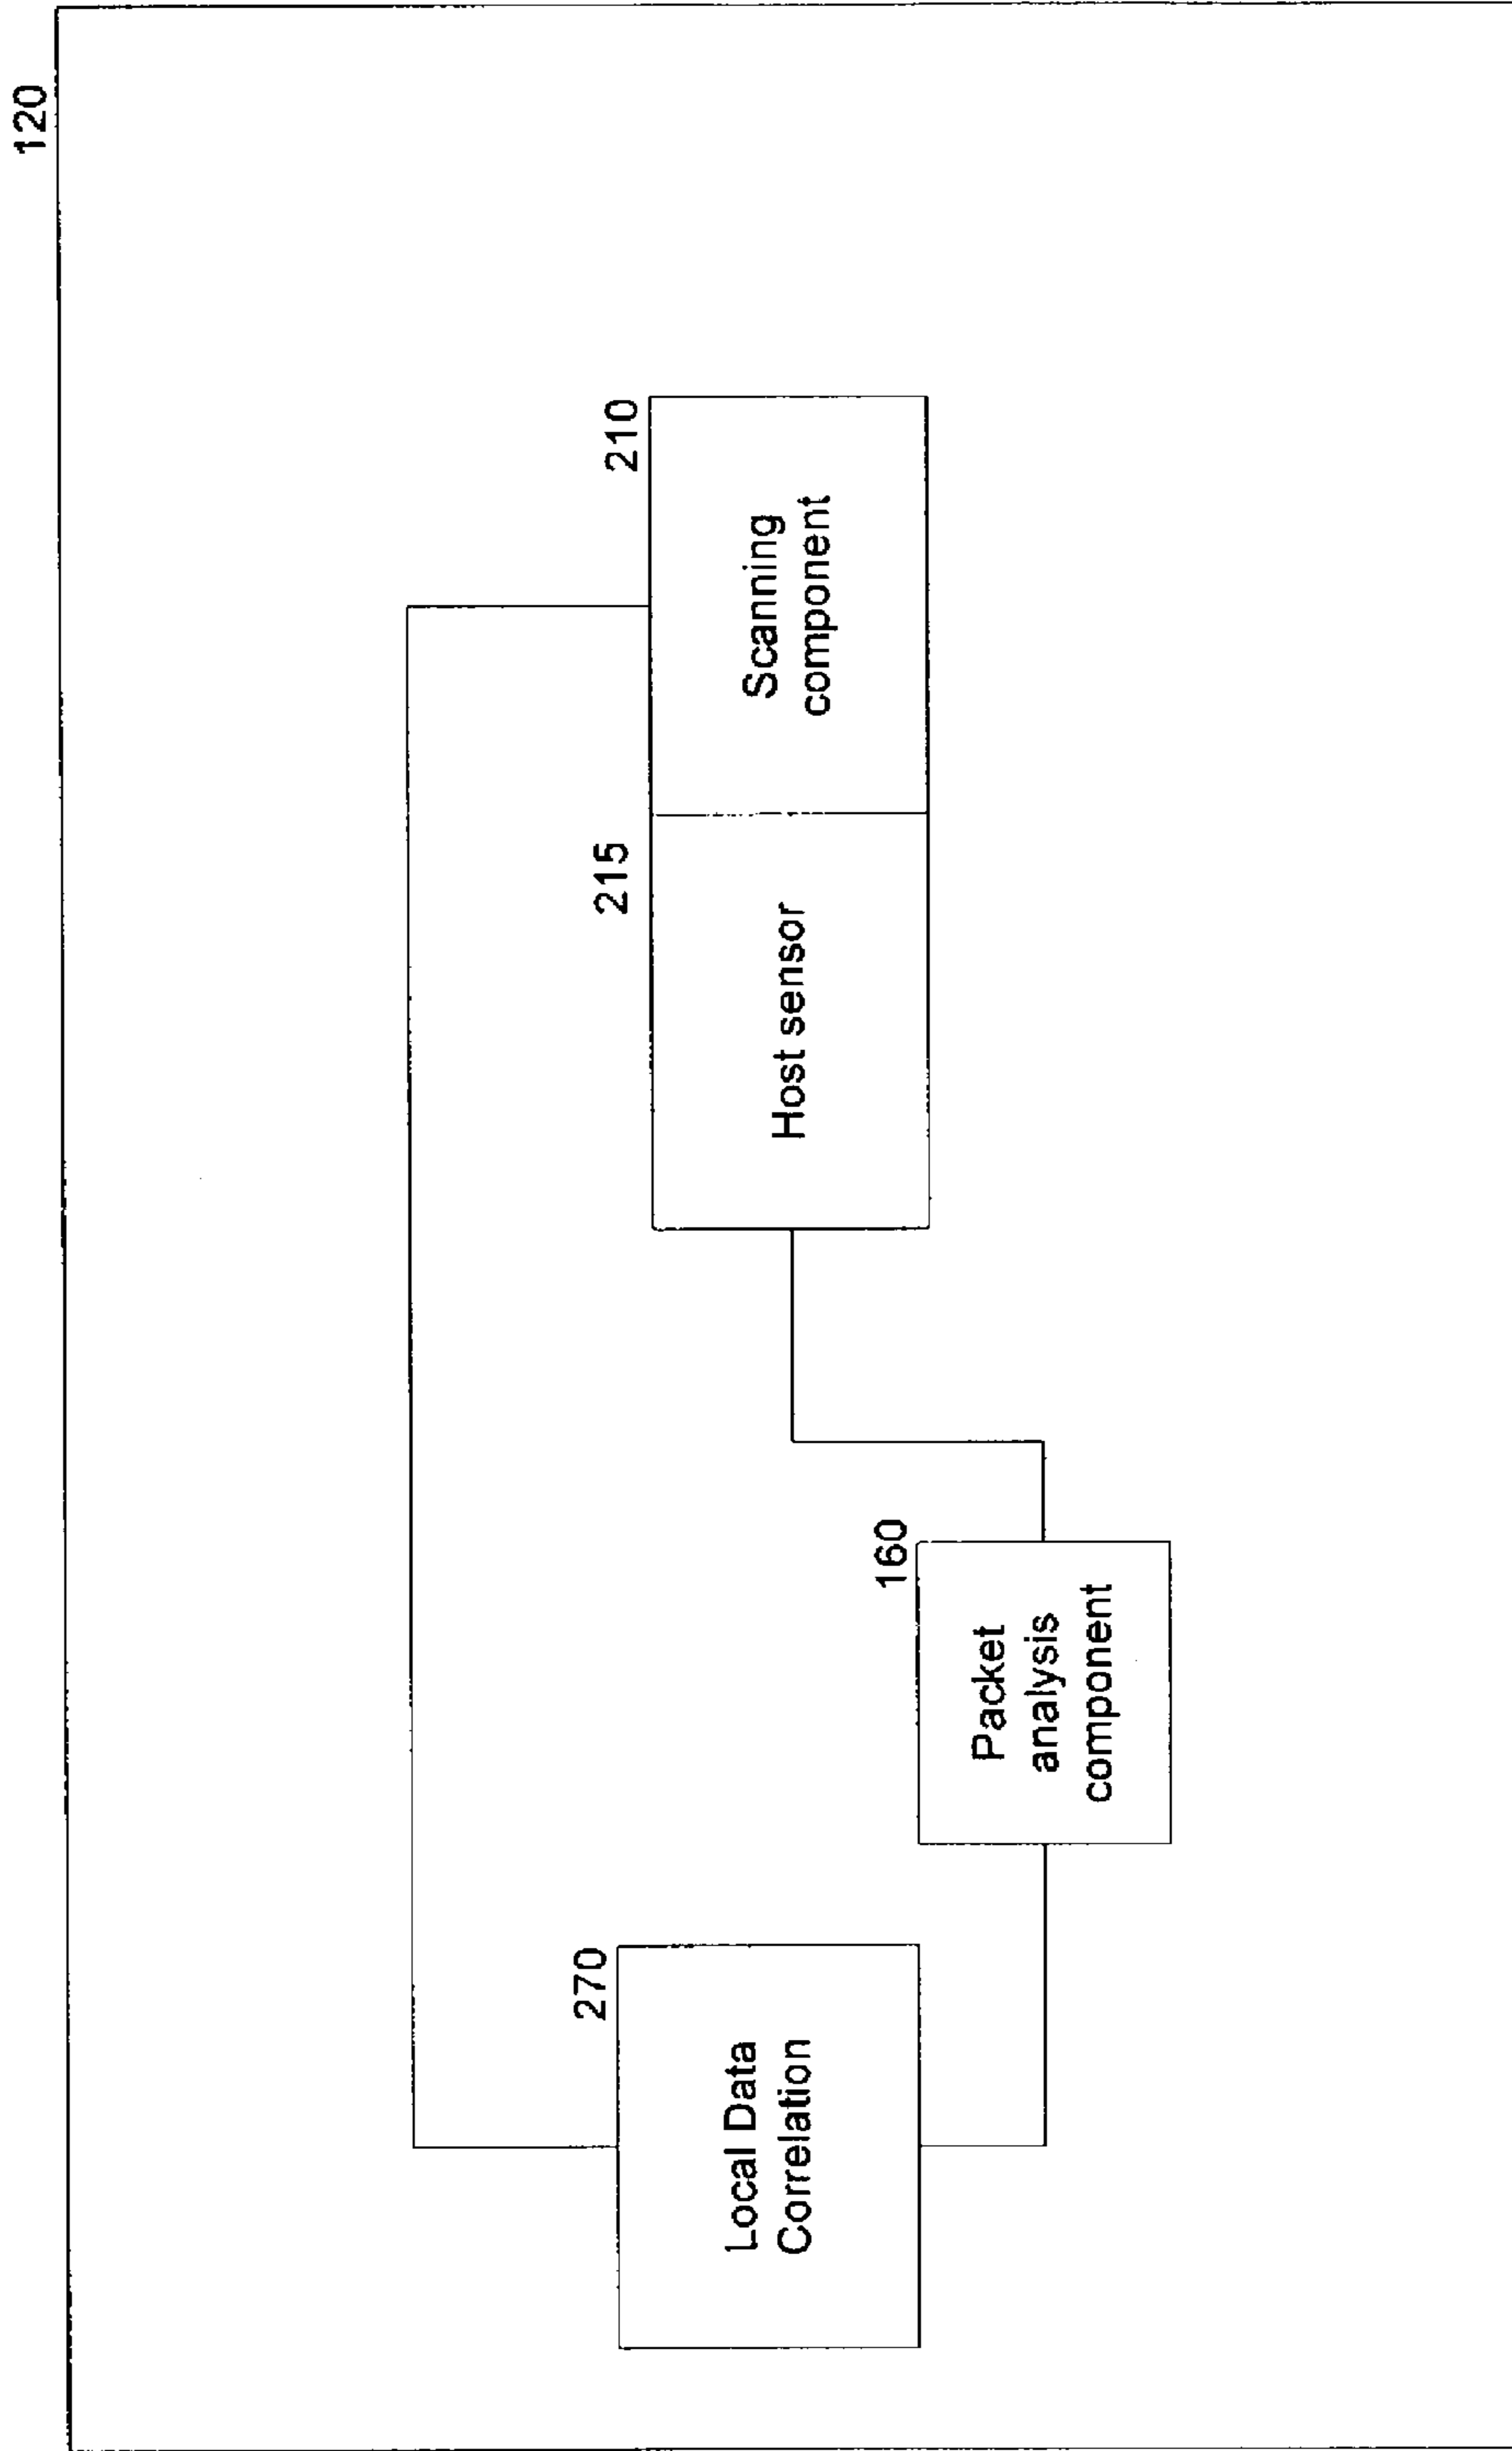 120
270
Local Data
Correlation
160
Packet
analysis
component
215
Host sensor
210
Scanning
component